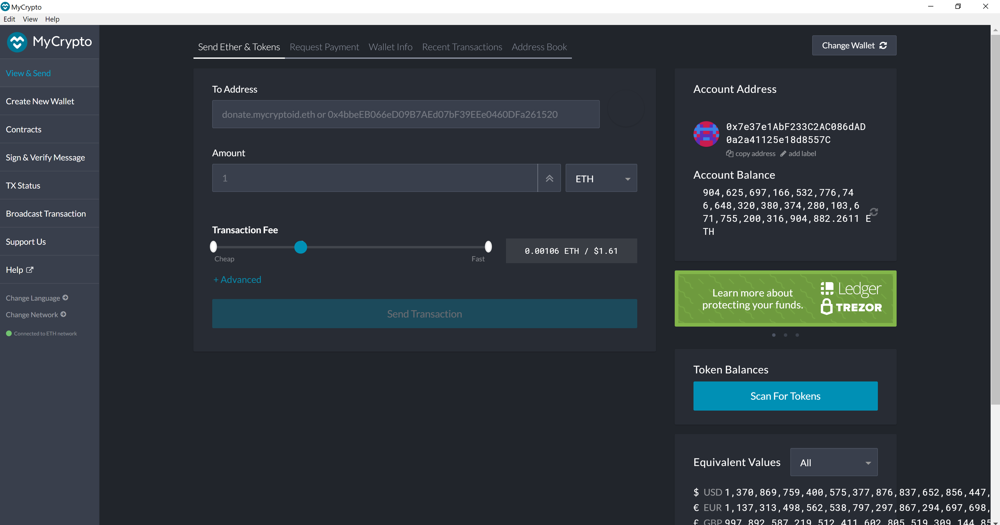 MyCrypto
Edit View Help
MyCrypto
View & Send
Create New Wallet
Contracts
Sign & Verify Message
TX Status
Broadcast Transaction
Support Us
Help
Change Language
Change Network
Connected to ETH network
Send Ether & Tokens Request Payment Wallet Info Recent Transactions Address Book
Change Wallet
To Address
donate.mycryptoid.eth or 0x4bbeEB066eD09B7AEd07bF39EEe0460DFa261520
Amount
1
ETH
Transaction Fee
Cheap
Fast
0.00106 ETH / $1.61
+ Advanced
Send Transaction
Account Address
0x7e37e1AbF233C2AC086dAD
0a2a41125e18d8557C
copy address add label
Account Balance
904,625,697,166,532,776,74
6,648,320,380,374,280,103,6
71,755,200,316,904,882.2611 E
TH
Learn more about
protecting your funds.
Ledger
TREZOR
Token Balances
Scan For Tokens
Equivalent Values
All
$ USD 1,370,869,759,400,575,377,876,837,652,856,447,
€ EUR 1,137,313,498,562,538,797,297,867,294,697,698,
£ GBP 997,892,587,219,512,411,602,805,519,309,144,85